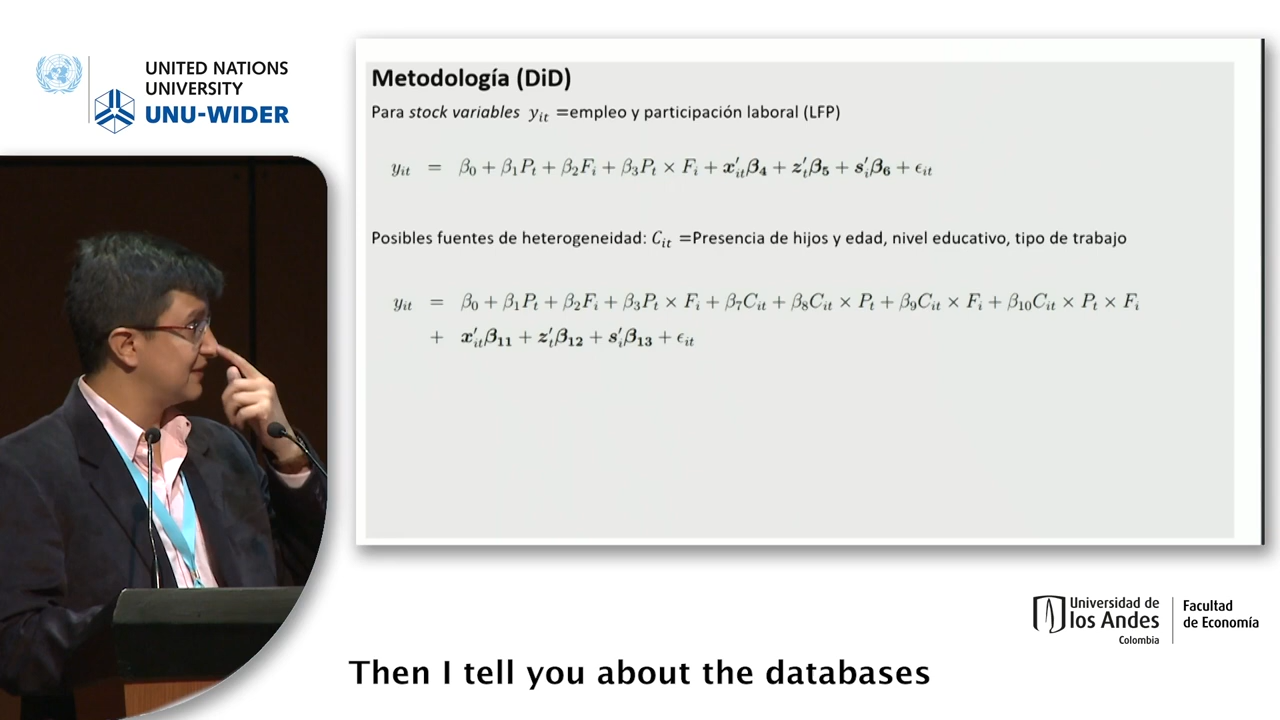 UNITED NATIONS
UNIVERSITY
UNU-WIDER
Metodología (DiD)
Para stock variables y_it =empleo y participación laboral (LFP)
y_it = β_0 + β_1P_t + β_2F_i + β_3P_t × F_i + x′_itβ_4 + z′_tβ_5 + s′_iβ_6 + ϵ_it
Posibles fuentes de heterogeneidad: C_it =Presencia de hijos y edad, nivel educativo, tipo de trabajo
y_it = β_0 + β_1P_t + β_2F_i + β_3P_t × F_i + β_7C_it + β_8C_it × P_t + β_9C_it × F_i + β_10C_it × P_t × F_i
+ x′_itβ_11 + z′_tβ_12 + s′_iβ_13 + ϵ_it
Universidad de
los Andes
Colombia
Facultad
de Economía
Then I tell you about the databases